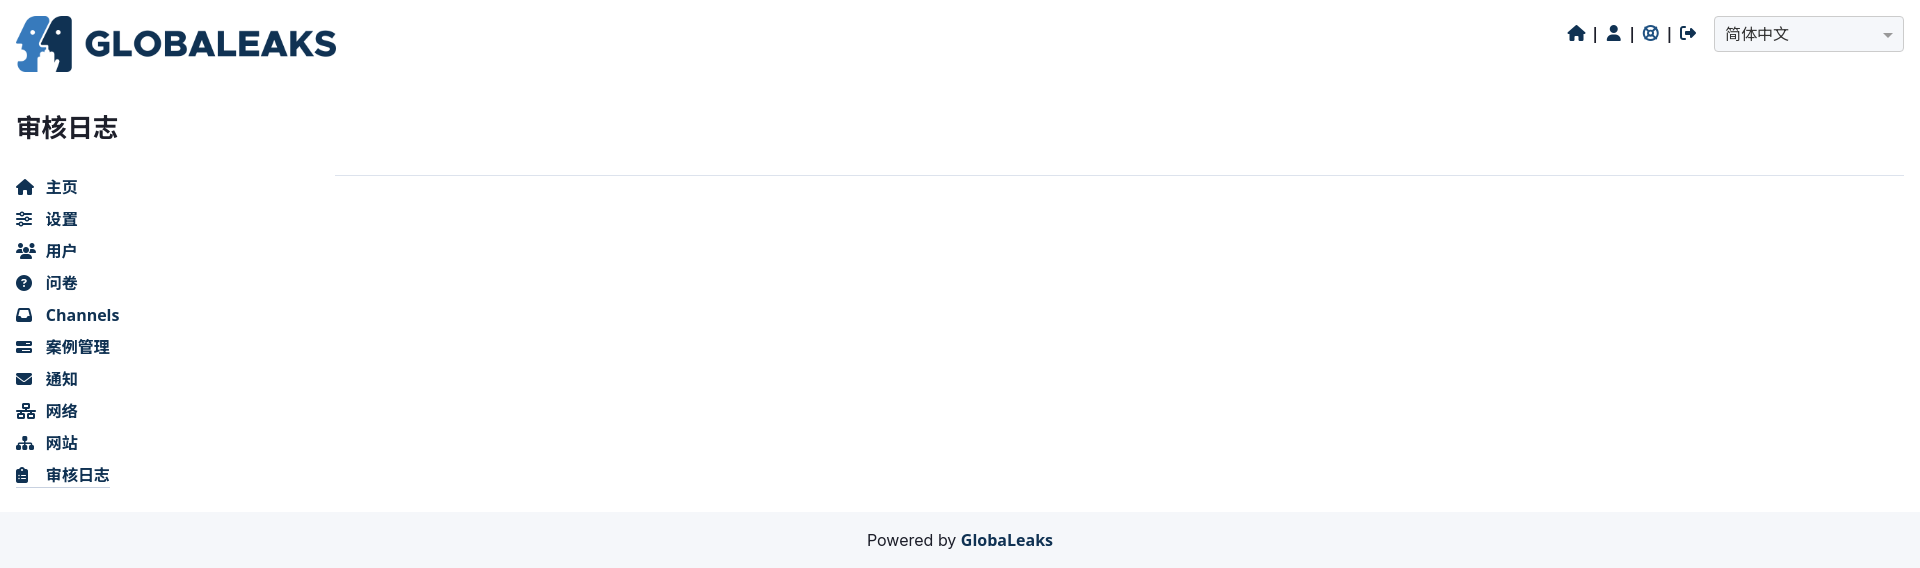 GLOBALEAKS
| | |
简体中文
审核日志
主页
设置
用户
问卷
Channels
案例管理
通知
网络
网站
审核日志
Powered by GlobaLeaks